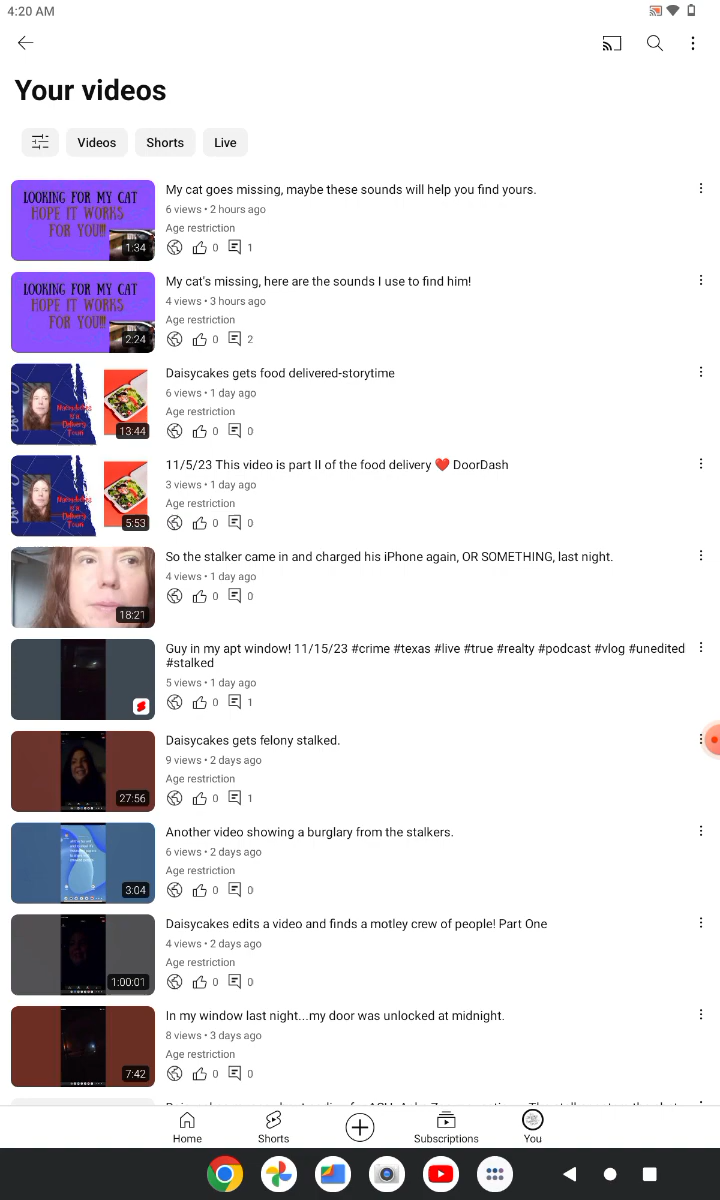 4:20 AM
Your videos
Videos
Shorts
Live
LOOKING FOR MY CAT
HOPE IT WORKS
FOR YOU!!!
1:34
My cat goes missing, maybe these sounds will help you find yours.
6 views • 2 hours ago
Age restriction
0
1
LOOKING FOR MY CAT
HOPE IT WORKS
FOR YOU!!!
2:24
My cat's missing, here are the sounds I use to find him!
4 views • 3 hours ago
Age restriction
0
2
is a
Delivery
Town
13:44
Daisycakes gets food delivered-storytime
6 views • 1 day ago
Age restriction
0
0
is a
Delivery
Town
5:53
11/5/23 This video is part II of the food delivery ❤️ DoorDash
3 views • 1 day ago
Age restriction
0
0
18:21
So the stalker came in and charged his iPhone again, OR SOMETHING, last night.
4 views • 1 day ago
0
0
Guy in my apt window! 11/15/23 #crime #texas #live #true #realty #podcast #vlog #unedited
#stalked
5 views • 1 day ago
0
1
27:56
Daisycakes gets felony stalked.
9 views • 2 days ago
Age restriction
0
1
3:04
Another video showing a burglary from the stalkers.
6 views • 2 days ago
Age restriction
0
0
1:00:01
Daisycakes edits a video and finds a motley crew of people! Part One
4 views • 2 days ago
Age restriction
0
0
7:42
In my window last night...my door was unlocked at midnight.
8 views • 3 days ago
Age restriction
0
0
Home
Shorts
Subscriptions
You